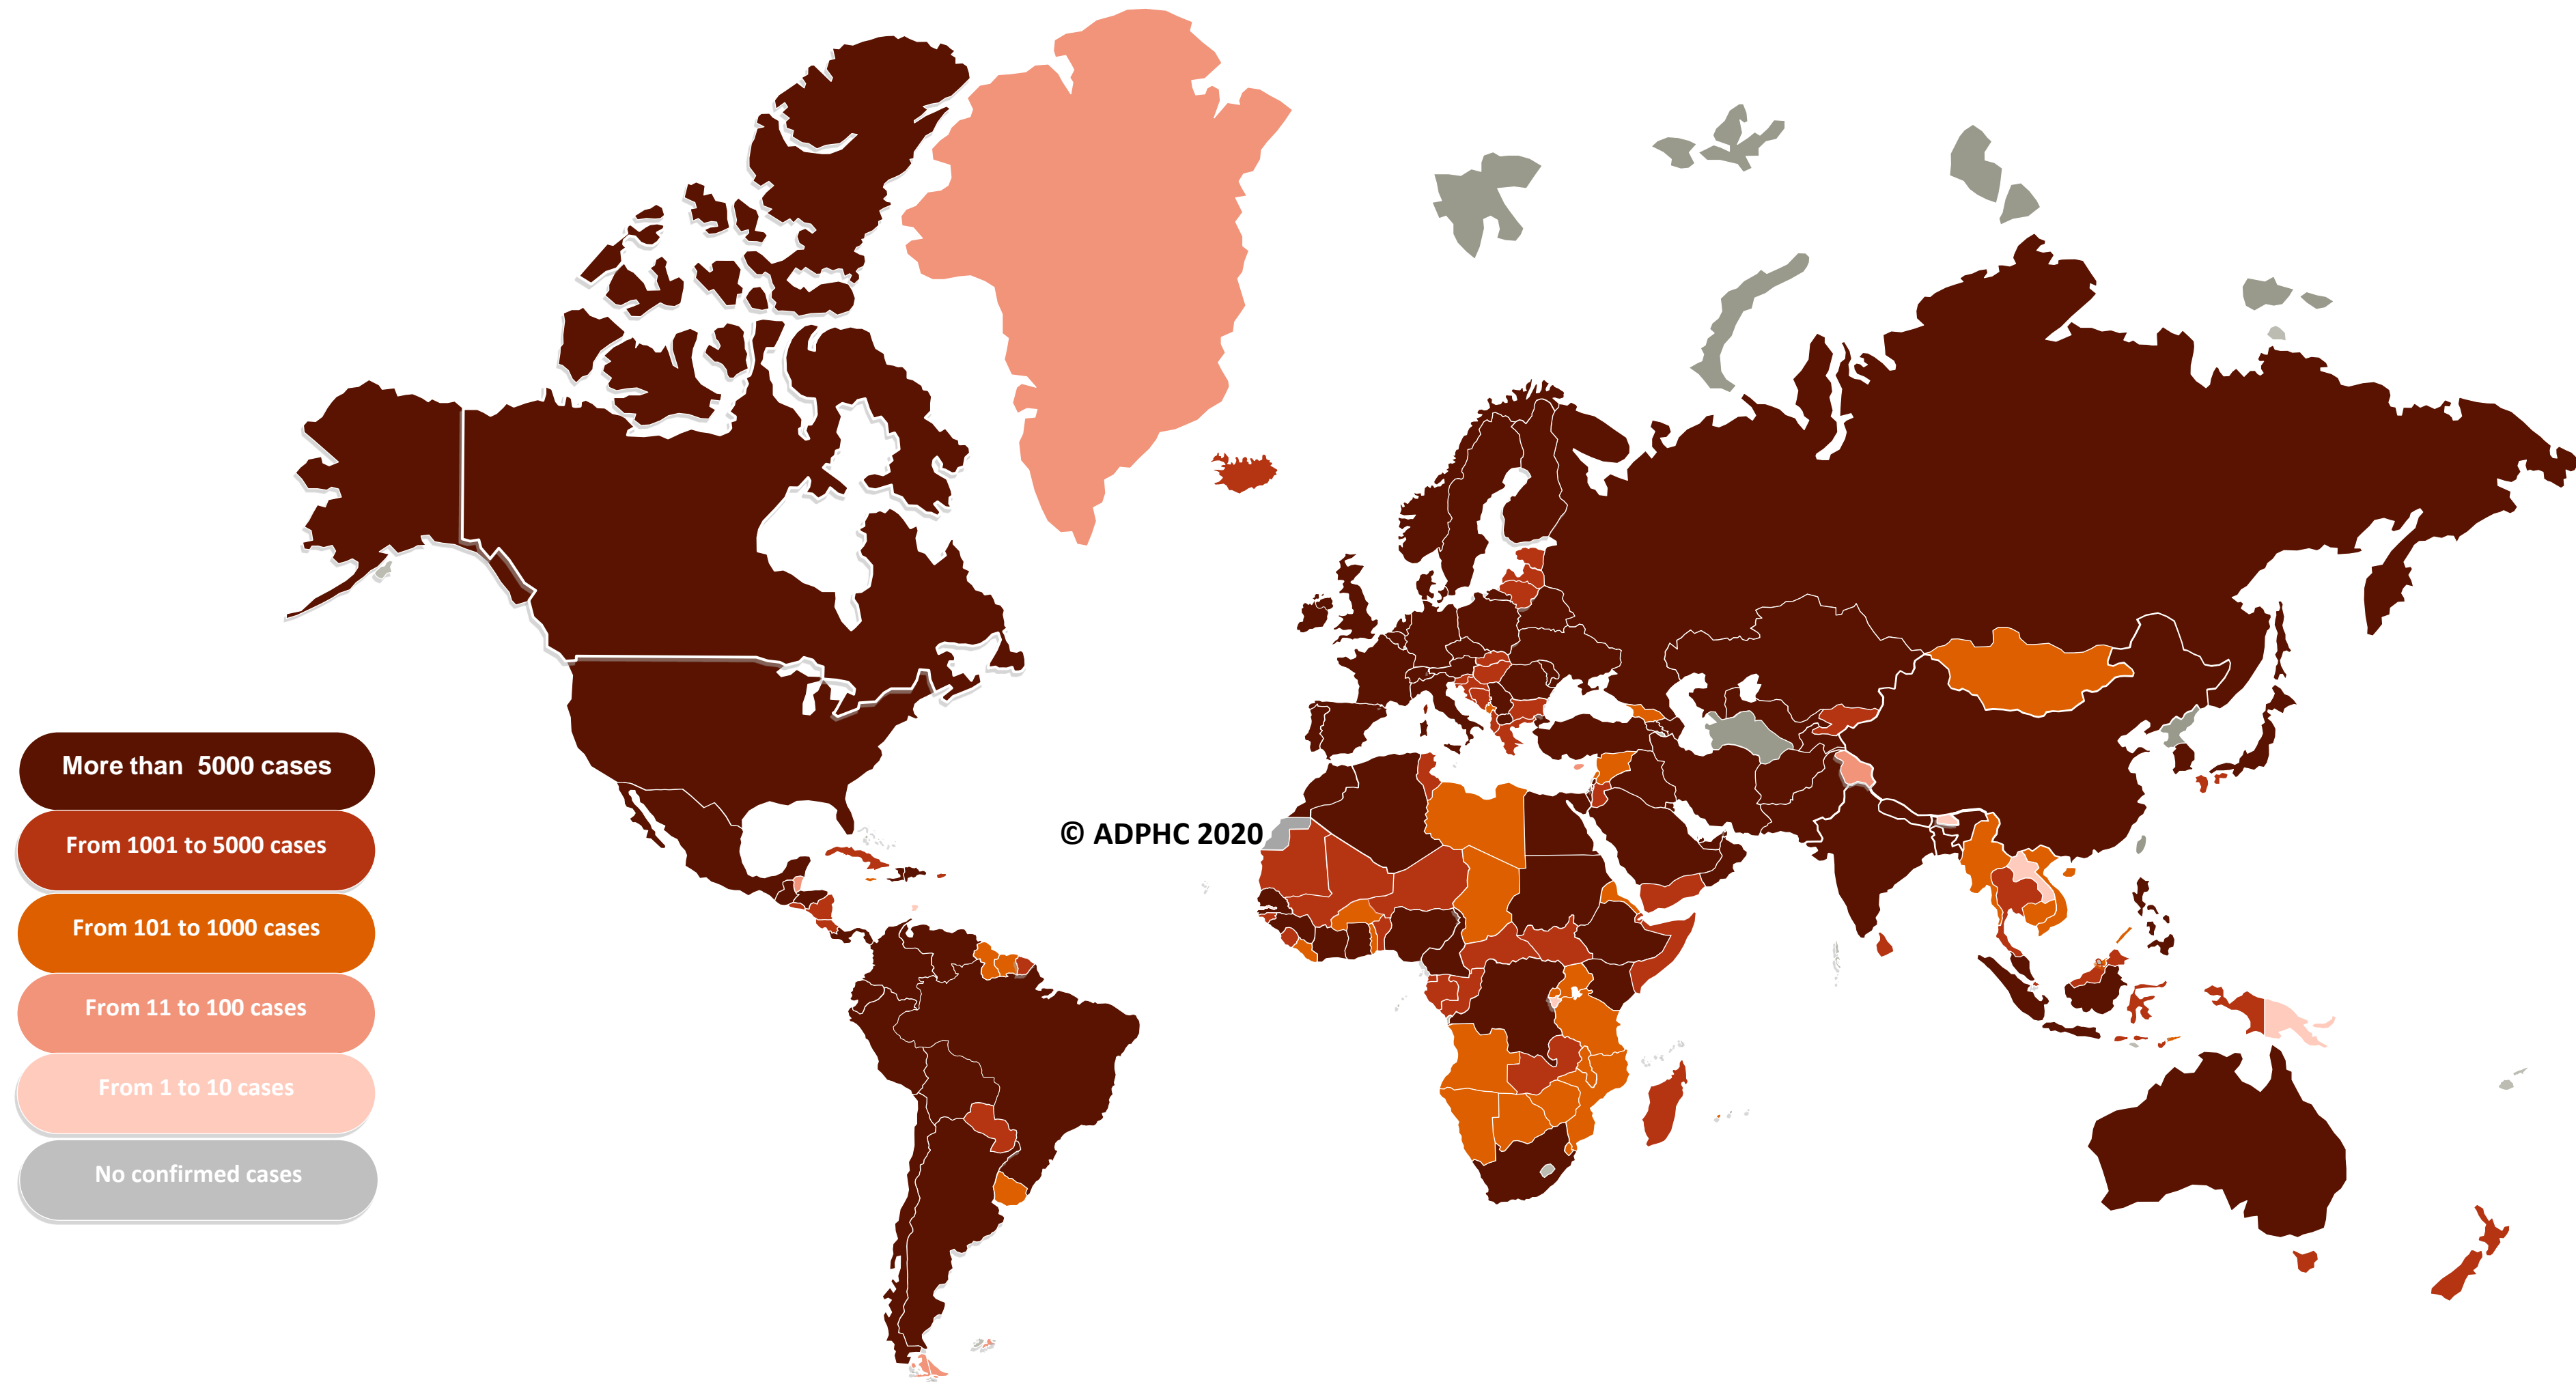 © ADPHC 2020
More than 5000 cases
From 1001 to 5000 cases
From 101 to 1000 cases
From 11 to 100 cases
From 1 to 10 cases
No confirmed cases